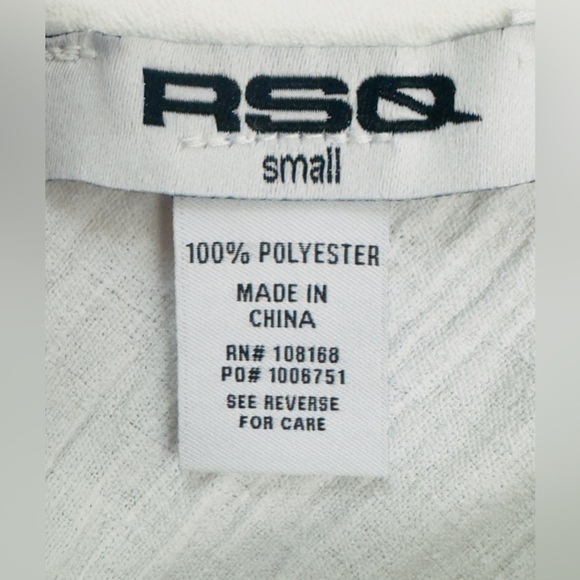 RSQ
small
100% POLYESTER
MADE IN
CHINA
RN# 108168
PO# 1006751
SEE REVERSE
FOR CARE